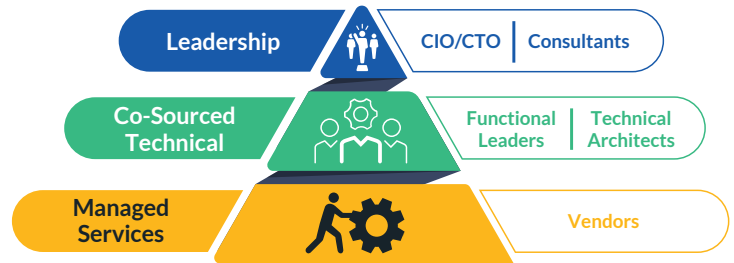 Leadership
CIO/CTO
Consultants
Co-Sourced
Technical
Functional
Leaders
Technical
Architects
Managed
Services
Vendors